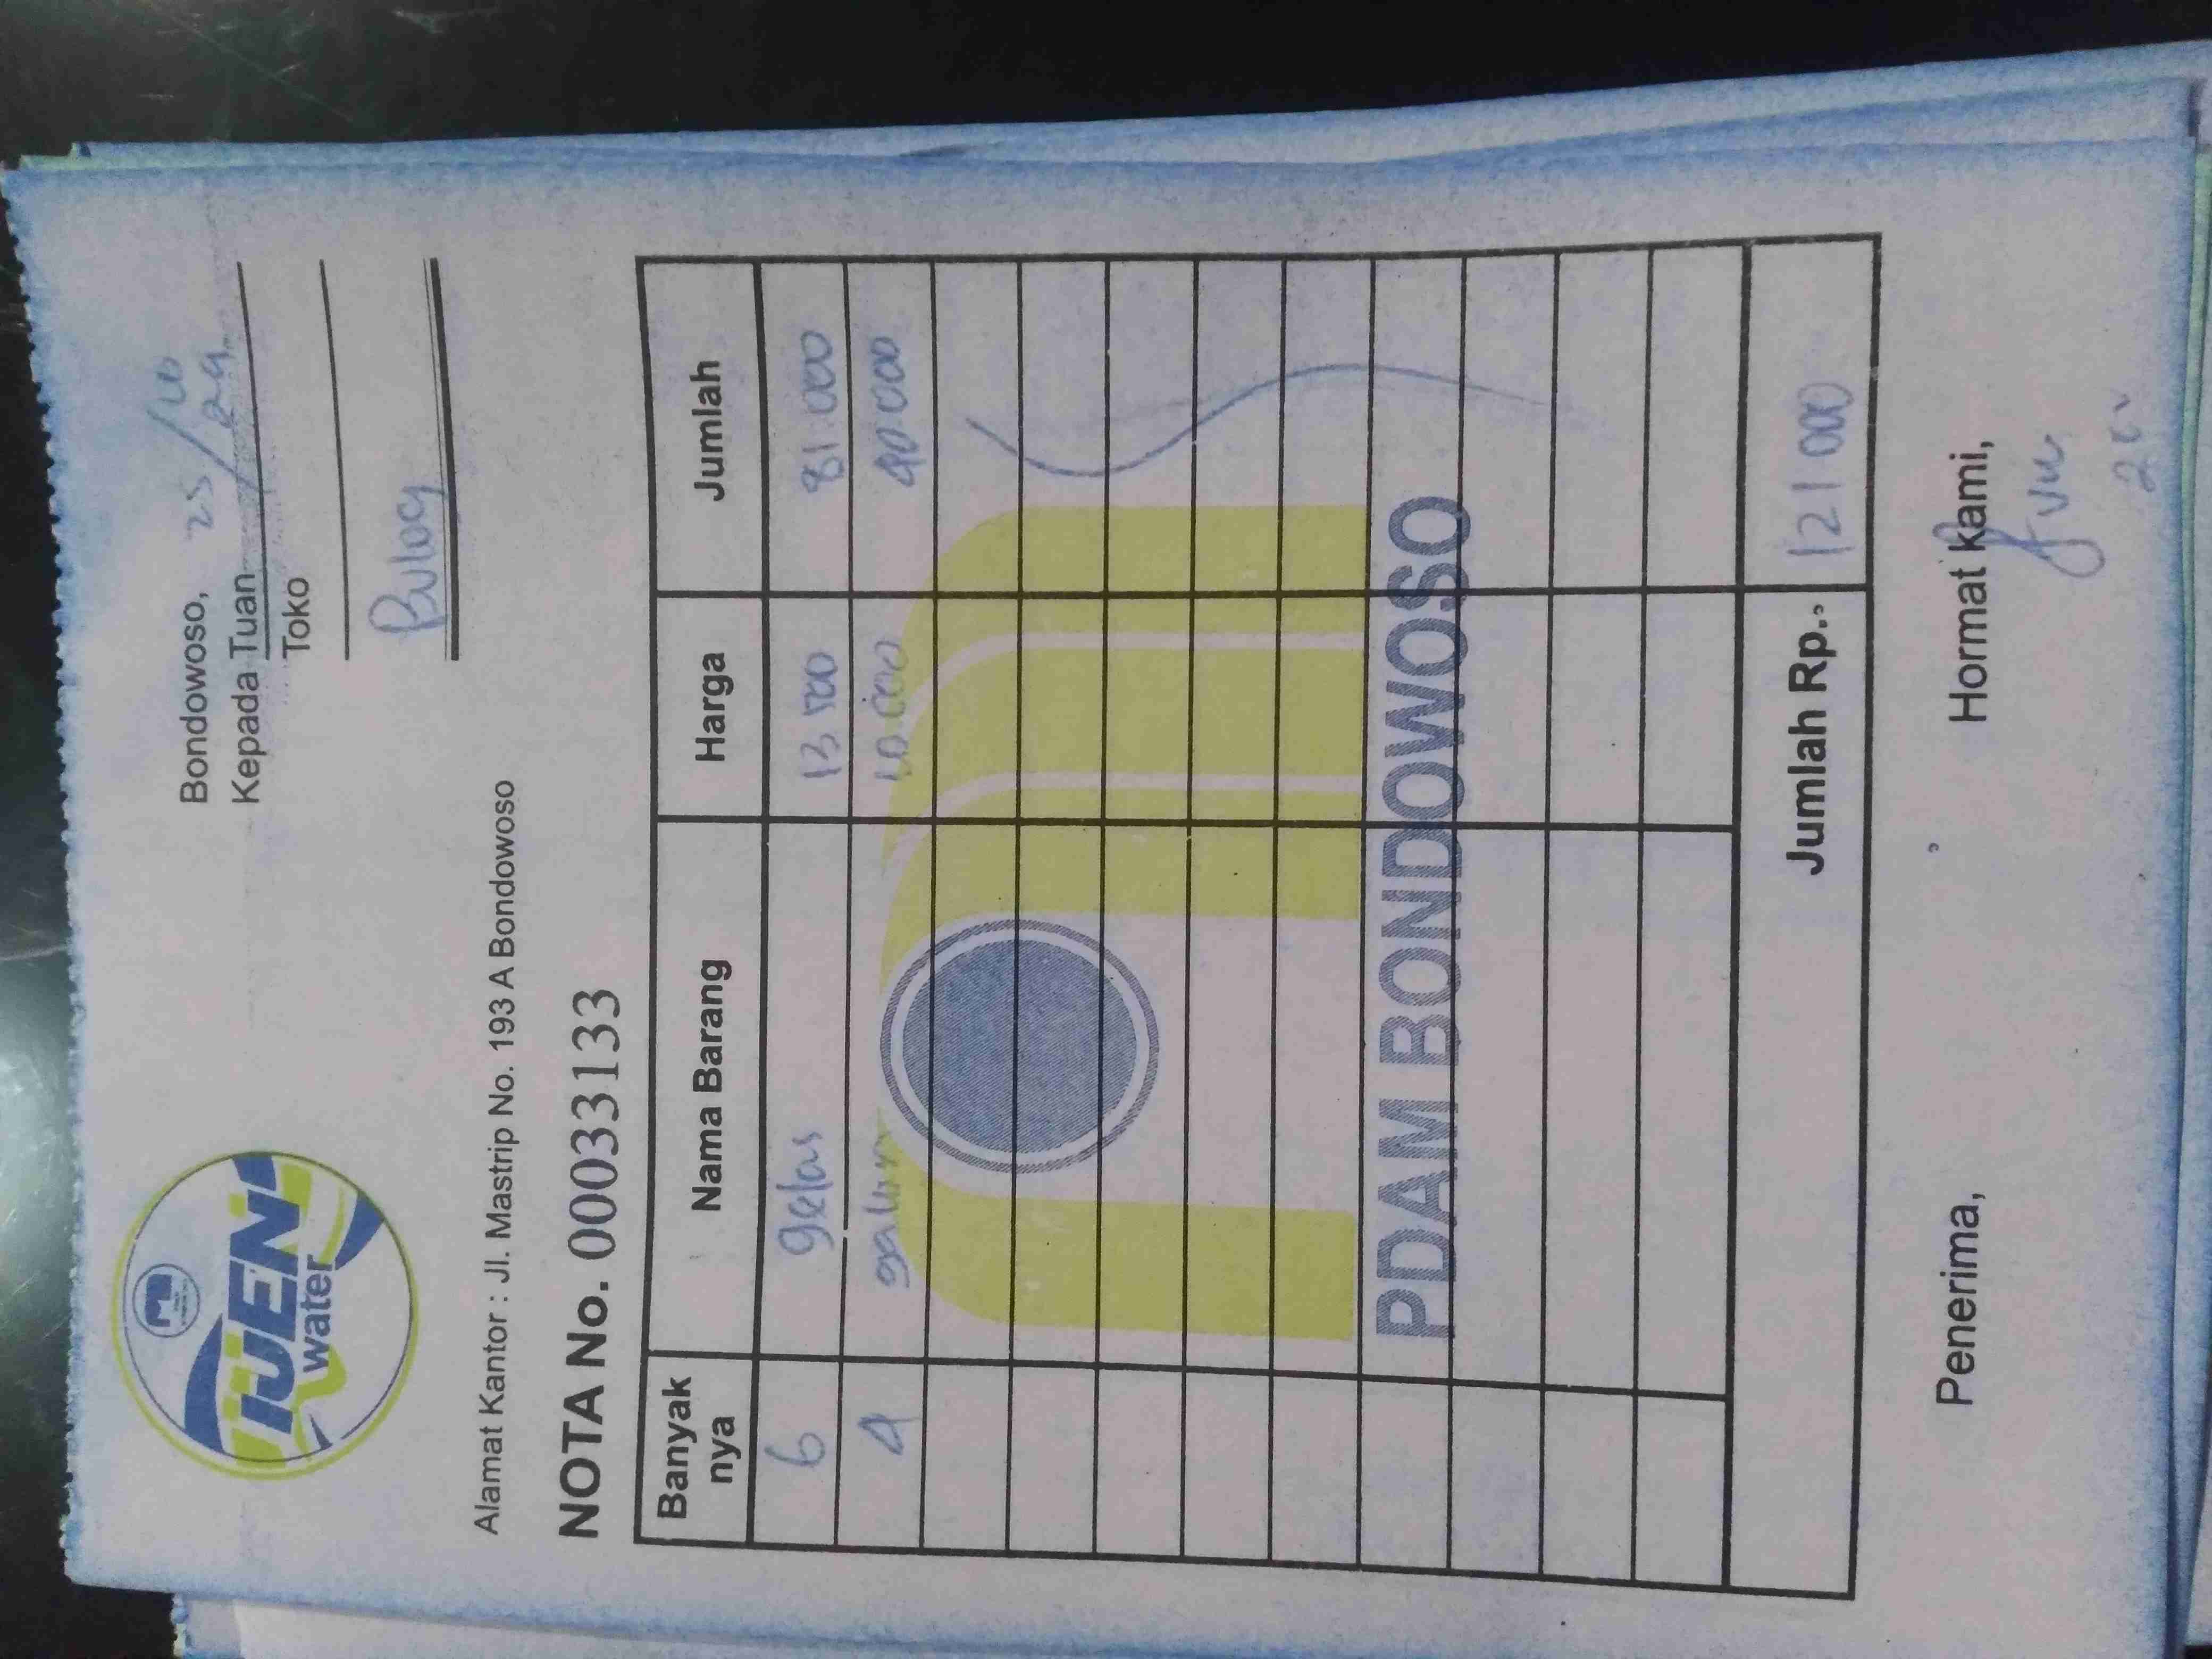 IJEN
water
Bondowoso, 25/10
24
Kepada Tuan
Toko
Bulog
Alamat Kantor : Jl. Mastrip No. 193 A Bondowoso
NOTA No. 00033133
Banyak nya Nama Barang Harga Jumlah
6 gelas 13 500 81.000
4 galun 10.000 40.000
PDAM BONDOWOSO
Jumlah Rp. 121 000
Penerima, Hormat kami,